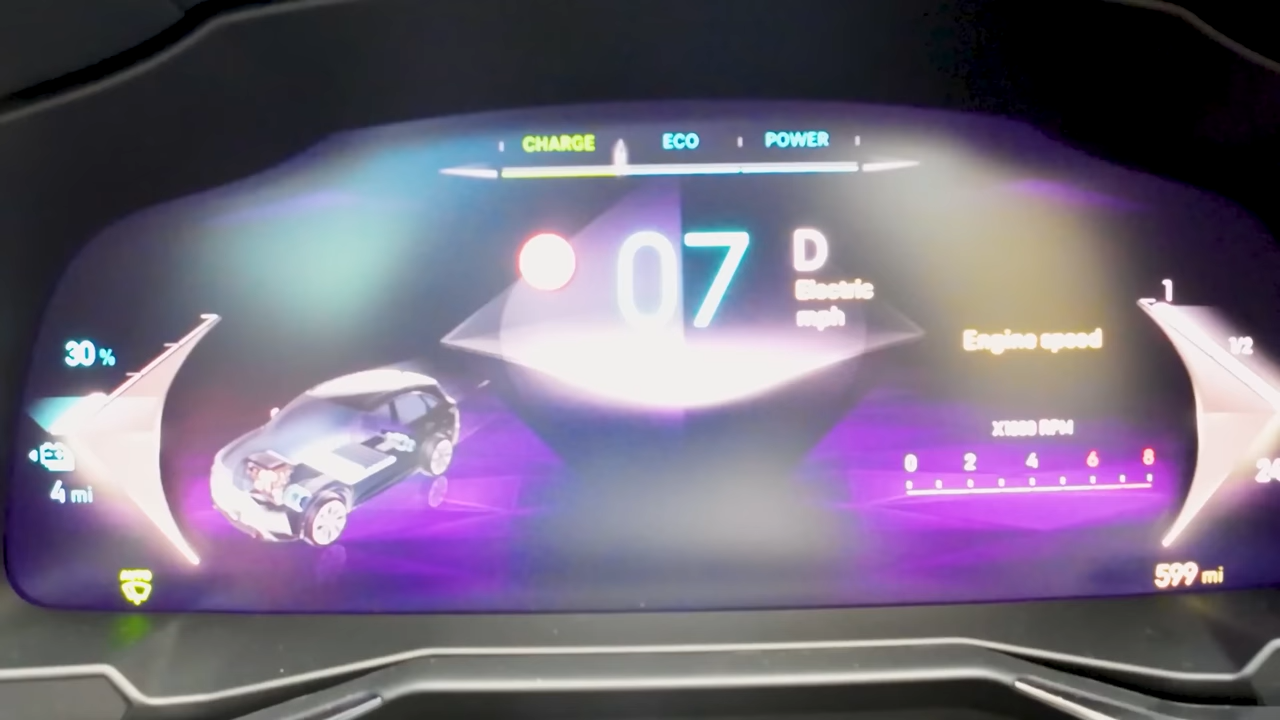 CHARGE ECO POWER
07 D
Electric
mph
30 %
4 mi
AUTO
Engine speed
X1000 RPM
0 2 4 6 8
1
1/2
599 mi